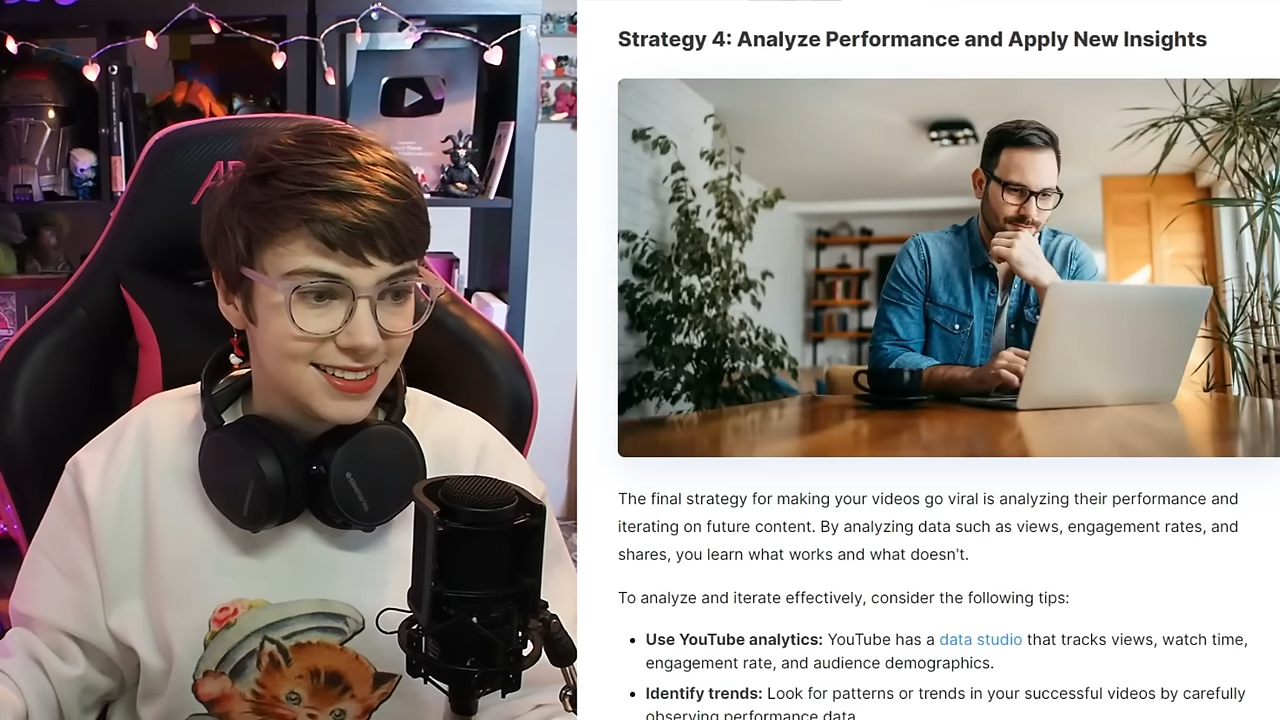 Strategy 4: Analyze Performance and Apply New Insights
The final strategy for making your videos go viral is analyzing their performance and
iterating on future content. By analyzing data such as views, engagement rates, and
shares, you learn what works and what doesn't.
To analyze and iterate effectively, consider the following tips:
• Use YouTube analytics: YouTube has a data studio that tracks views, watch time,
engagement rate, and audience demographics.
• Identify trends: Look for patterns or trends in your successful videos by carefully
observing performance data.